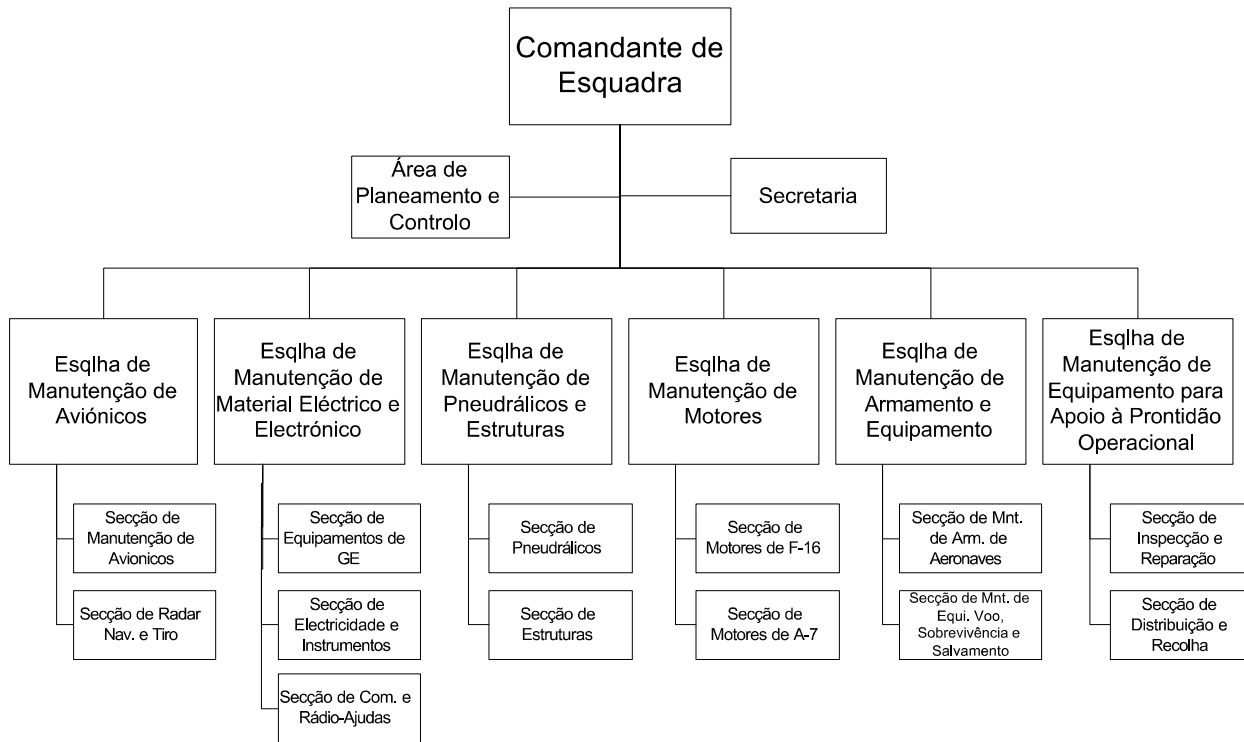 Comandante de
Esquadra
Área de
Planeamento e
Controlo
Secretaria
Esqlha de
Manutenção de
Aviónicos
Esqlha de
Manutenção de
Material Eléctrico e
Electrónico
Esqlha de
Manutenção de
Pneudrálicos e
Estruturas
Esqlha de
Manutenção de
Motores
Esqlha de
Manutenção de
Armamento e
Equipamento
Esqlha de
Manutenção de
Equipamento para
Apoio à Prontidão
Operacional
Secção de
Manutenção de
Avionicos
Secção de
Equipamentos de
GE
Secção de
Pneudrálicos
Secção de
Motores de F-16
Secção de Mnt.
de Arm. de
Aeronaves
Secção de
Inspecção e
Reparação
Secção de Radar
Nav. e Tiro
Secção de
Electricidade e
Instrumentos
Secção de
Estruturas
Secção de
Motores de A-7
Secção de Mnt. de
Equi. Voo,
Sobrevivência e
Salvamento
Secção de
Distribuição e
Recolha
Secção de Com. e
Rádio-Ajudas